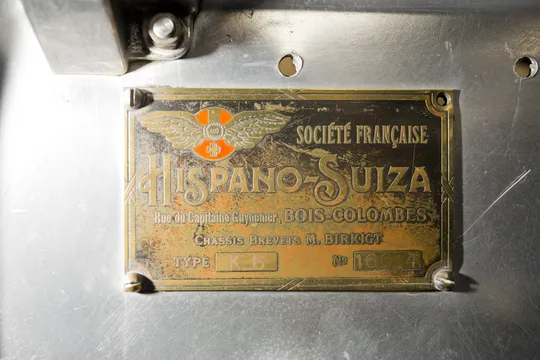 SOCIÉTÉ FRANÇAISE
HISPANO-SUIZA
Rue du Capitaine Guynemer, BOIS-COLOMBES
CHASSIS BREVETS M. BIRKIGT
TYPE K-6 Nº